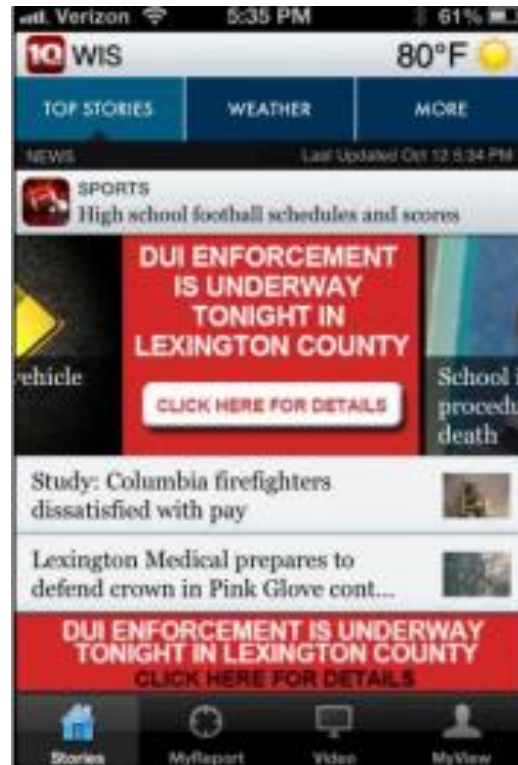 Verizon 5:35 PM 61%
10 WIS 80°F
TOP STORIES WEATHER MORE
NEWS Last Updated Oct 12 5:34 PM
SPORTS
High school football schedules and scores
DUI ENFORCEMENT
IS UNDERWAY
TONIGHT IN
LEXINGTON COUNTY
CLICK HERE FOR DETAILS
vehicle
School
procedu
death
Study: Columbia firefighters
dissatisfied with pay
Lexington Medical prepares to
defend crown in Pink Glove cont...
DUI ENFORCEMENT IS UNDERWAY
TONIGHT IN LEXINGTON COUNTY
CLICK HERE FOR DETAILS
Stories MyReport Video MyView